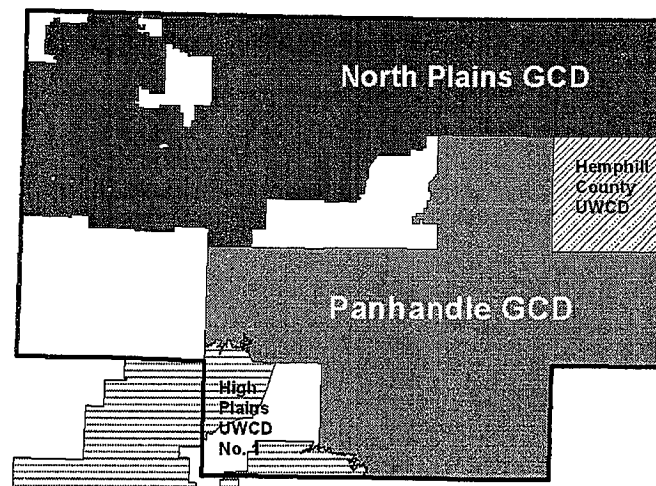 North Plains GCD
Hemphill
County
UWCD
Panhandle GCD
High
Plains
UWCD
No. 1